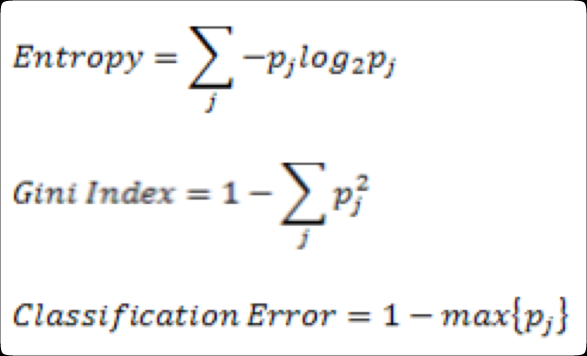 Entropy = ∑_j −p_j log_2 p_j
Gini Index = 1 − ∑_j p_j^2
Classification Error = 1 − max{p_j}